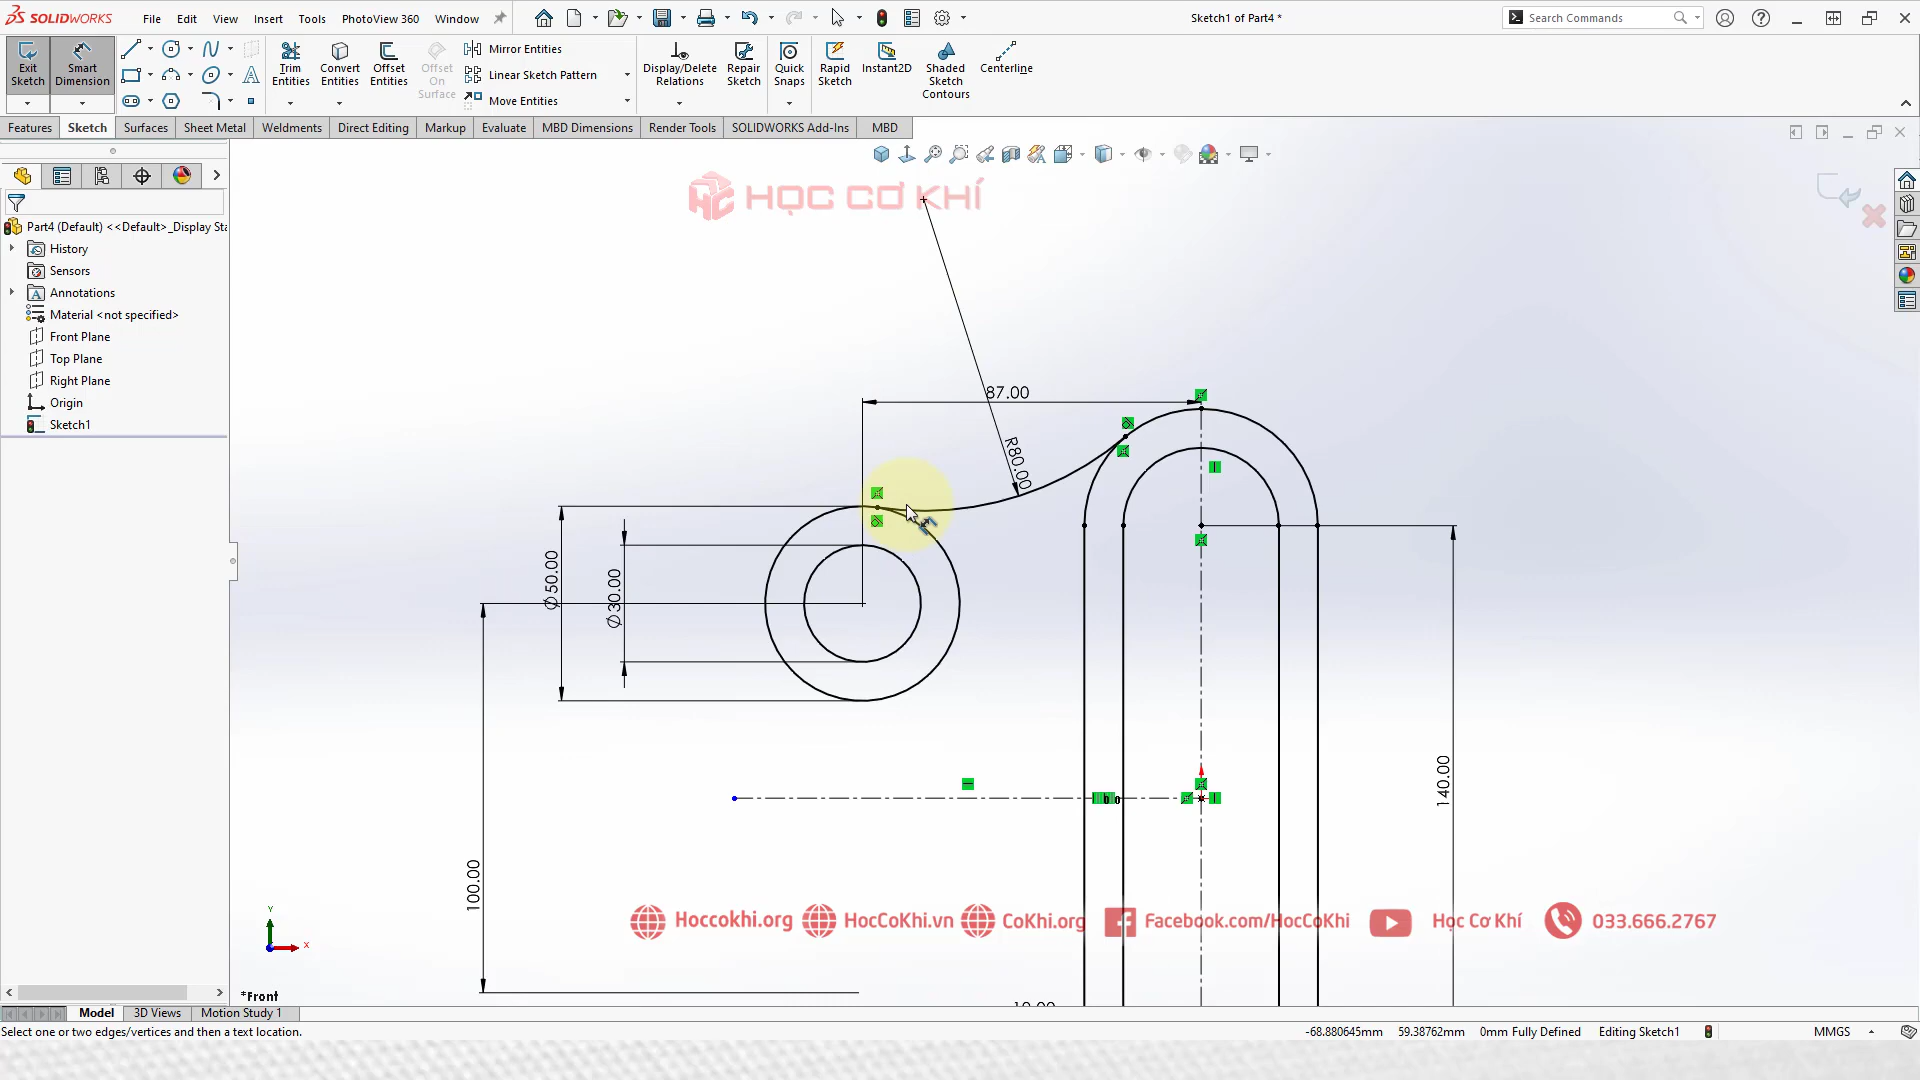 SOLIDWORKS File Edit View Insert Tools PhotoView 360 Window Sketch1 of Part4 * Search Commands
Exit Sketch
Smart Dimension
Trim Entities
Convert Entities
Offset Entities
Offset On Surface
Mirror Entities
Linear Sketch Pattern
Move Entities
Display/Delete Relations
Repair Sketch
Quick Snaps
Rapid Sketch
Instant2D
Shaded Sketch Contours
Centerline
Features Sketch Surfaces Sheet Metal Weldments Direct Editing Markup Evaluate MBD Dimensions Render Tools SOLIDWORKS Add-Ins MBD
HỌC CƠ KHÍ
Part4 (Default) <<Default>_Display Sta
History
Sensors
Annotations
Material <not specified>
Front Plane
Top Plane
Right Plane
Origin
Sketch1
87.00
R80.00
Ø50.00
Ø30.00
140.00
100.00
Hoccokhi.org HocCoKhi.vn CoKhi.org Facebook.com/HocCoKhi Học Cơ Khí 033.666.2767
Y
X
*Front
Model 3D Views Motion Study 1
Select one or two edges/vertices and then a text location. -68.880645mm 59.38762mm 0mm Fully Defined Editing Sketch1 MMGS